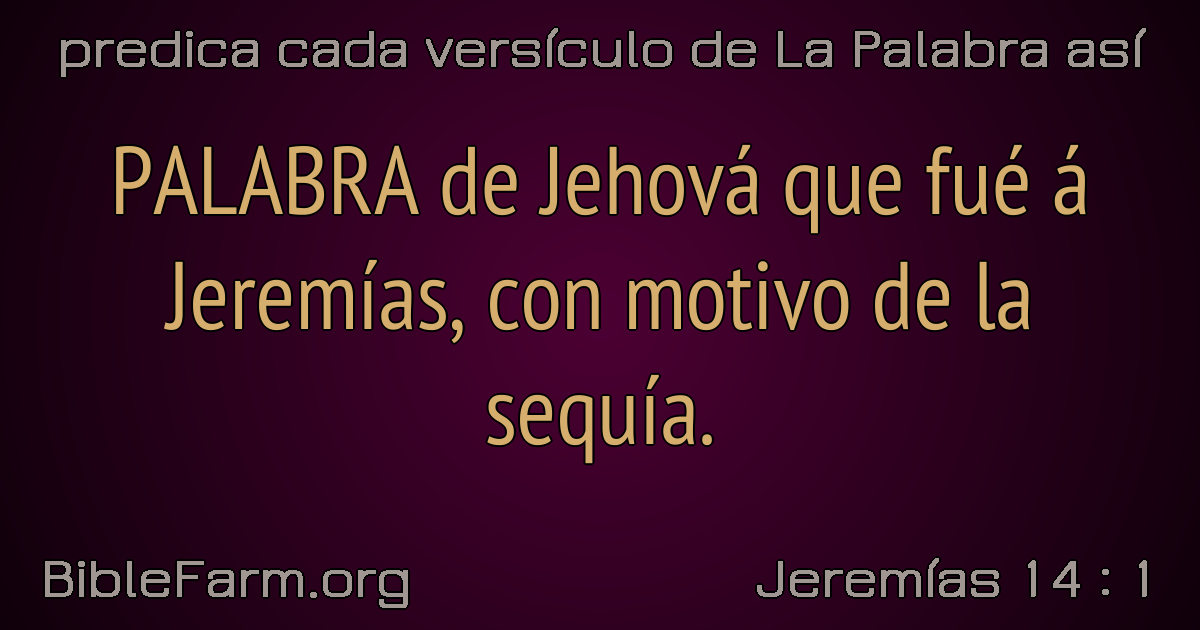 predica cada versículo de La Palabra así
PALABRA de Jehová que fué á
Jeremías, con motivo de la
sequía.
BibleFarm.org
Jeremías 14 : 1